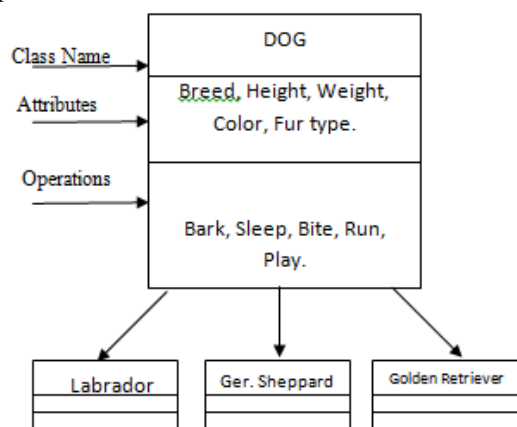 DOG
Class Name
Breed, Height, Weight,
Color, Fur type.
Attributes
Operations
Bark, Sleep, Bite, Run,
Play.
Labrador
Ger. Sheppard
Golden Retriever